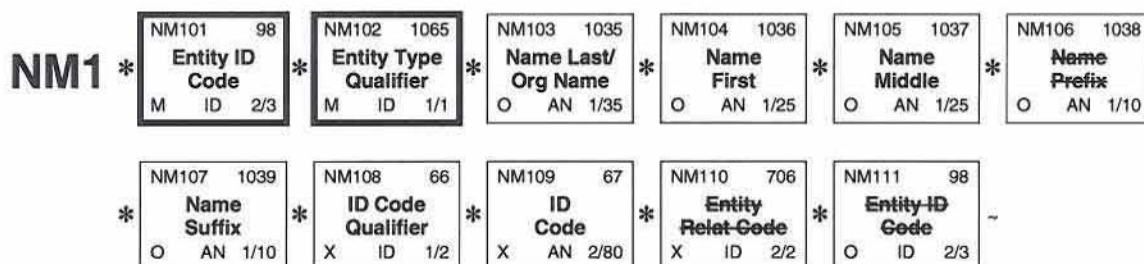 NM1 * NM101 98 * NM102 1065 * NM103 1035 * NM104 1036 * NM105 1037 * NM106 1038
Entity ID Entity Type Name Last/ Name Name Name
Code Qualifier Org Name First Middle Prefix
M ID 2/3 M ID 1/1 O AN 1/35 O AN 1/25 O AN 1/25 O AN 1/10
* NM107 1039 * NM108 66 * NM109 67 * NM110 706 * NM111 98 ~
Name ID Code ID Entity Entity ID
Suffix Qualifier Code Relat Code Code
O AN 1/10 X ID 1/2 X AN 2/80 X ID 2/2 O ID 2/3